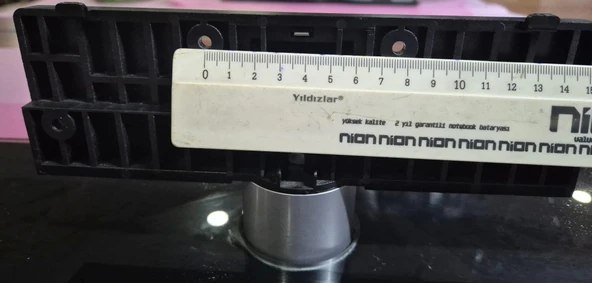 0 1 2 3 4 5 6 7 8 9 10 11 12 13 14 15
Yıldızlar®
yüksek kalite 2 yıl garantili notebook bataryası
nion nion nion nion nion nion nion